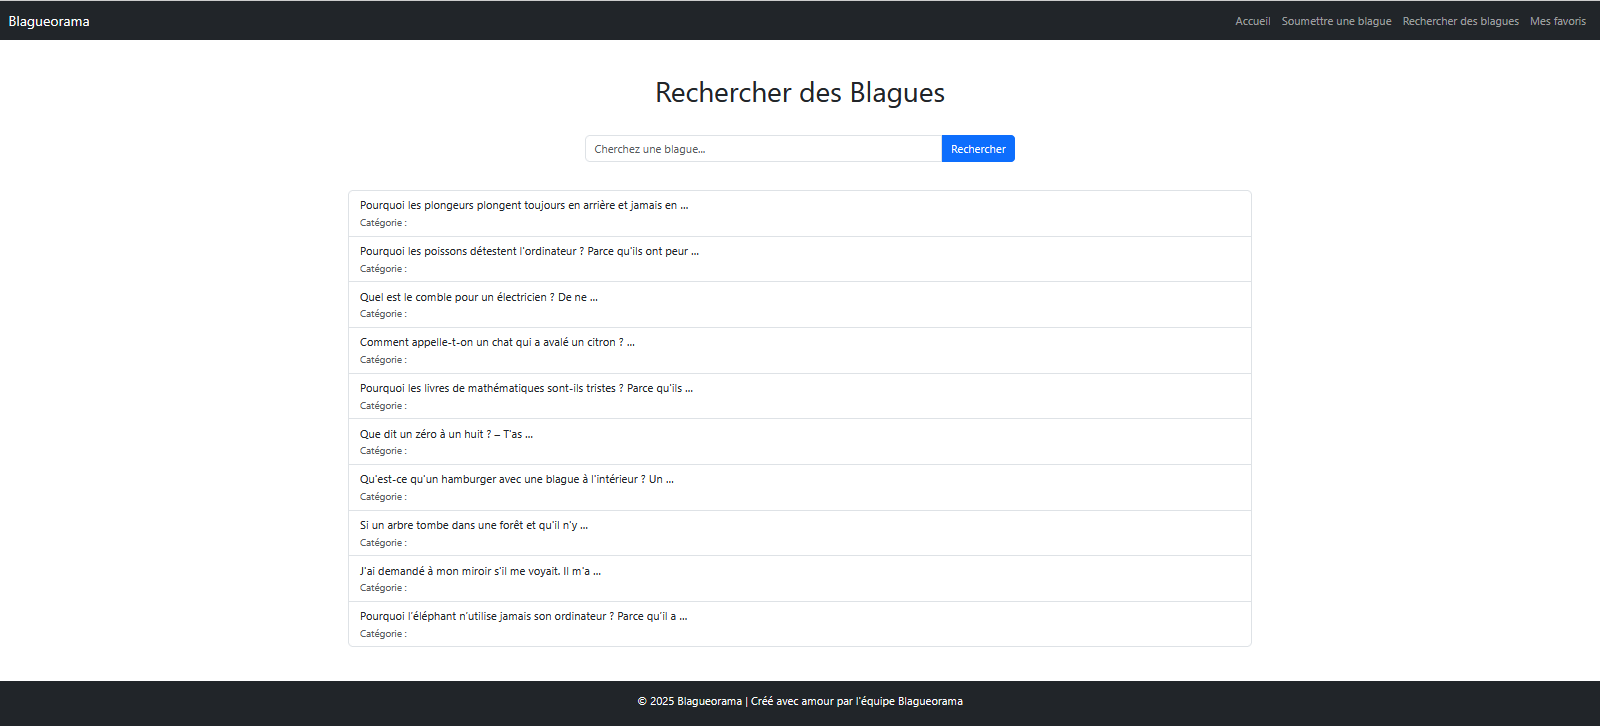 Blagueorama
Accueil Soumettre une blague Rechercher des blagues Mes favoris
Rechercher des Blagues
Cherchez une blague...
Rechercher
Pourquoi les plongeurs plongent toujours en arrière et jamais en ...
Catégorie :
Pourquoi les poissons détestent l'ordinateur ? Parce qu'ils ont peur ...
Catégorie :
Quel est le comble pour un électricien ? De ne ...
Catégorie :
Comment appelle-t-on un chat qui a avalé un citron ? ...
Catégorie :
Pourquoi les livres de mathématiques sont-ils tristes ? Parce qu'ils ...
Catégorie :
Que dit un zéro à un huit ? – T'as ...
Catégorie :
Qu'est-ce qu'un hamburger avec une blague à l'intérieur ? Un ...
Catégorie :
Si un arbre tombe dans une forêt et qu'il n'y ...
Catégorie :
J'ai demandé à mon miroir s'il me voyait. Il m'a ...
Catégorie :
Pourquoi l’éléphant n’utilise jamais son ordinateur ? Parce qu’il a ...
Catégorie :
© 2025 Blagueorama | Créé avec amour par l'équipe Blagueorama